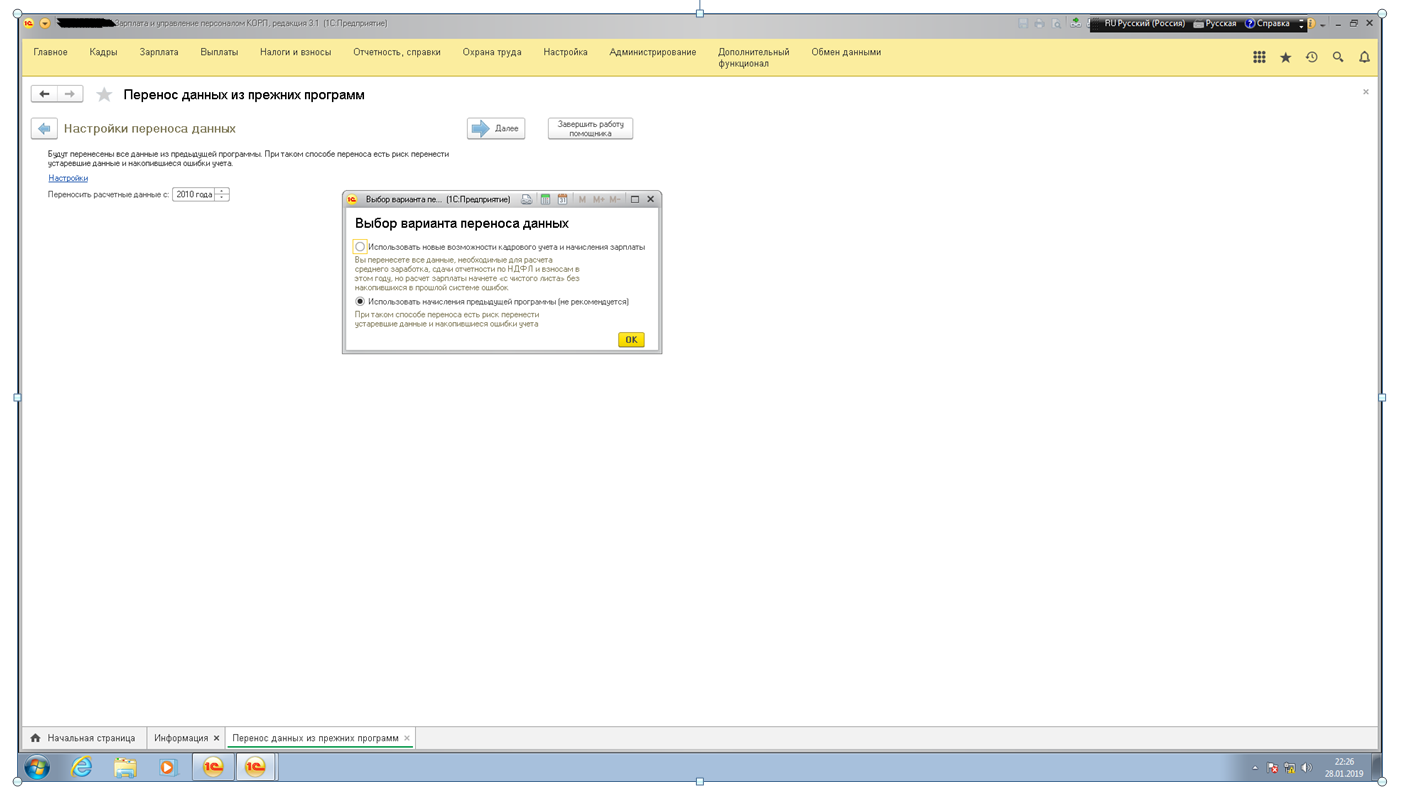 Зарплата и управление персоналом КОРП, редакция 3.1 (1С:Предприятие)
RU Русский (Россия) Русская Справка
Главное Кадры Зарплата Выплаты Налоги и взносы Отчетность, справки Охрана труда Настройка Администрирование Дополнительный Обмен данными
функционал
Перенос данных из прежних программ
Настройки переноса данных
Далее
Завершить работу
помощника
Будут перенесены все данные из предыдущей программы. При таком способе переноса есть риск перенести
устаревшие данные и накопившиеся ошибки учета.
Настройки
Переносить расчетные данные с: 2010 года
Выбор варианта пе... (1С:Предприятие) M M+ M-
Выбор варианта переноса данных
Использовать новые возможности кадрового учета и начисления зарплаты
Вы перенесете все данные, необходимые для расчета
среднего заработка, сдачи отчетности по НДФЛ и взносам в
этом году, но расчет зарплаты начнете «с чистого листа» без
накопившихся в прошлой системе ошибок
Использовать начисления предыдущей программы (не рекомендуется)
При таком способе переноса есть риск перенести
устаревшие данные и накопившиеся ошибки учета
ОК
Начальная страница Информация Перенос данных из прежних программ
22:26
28.01.2019